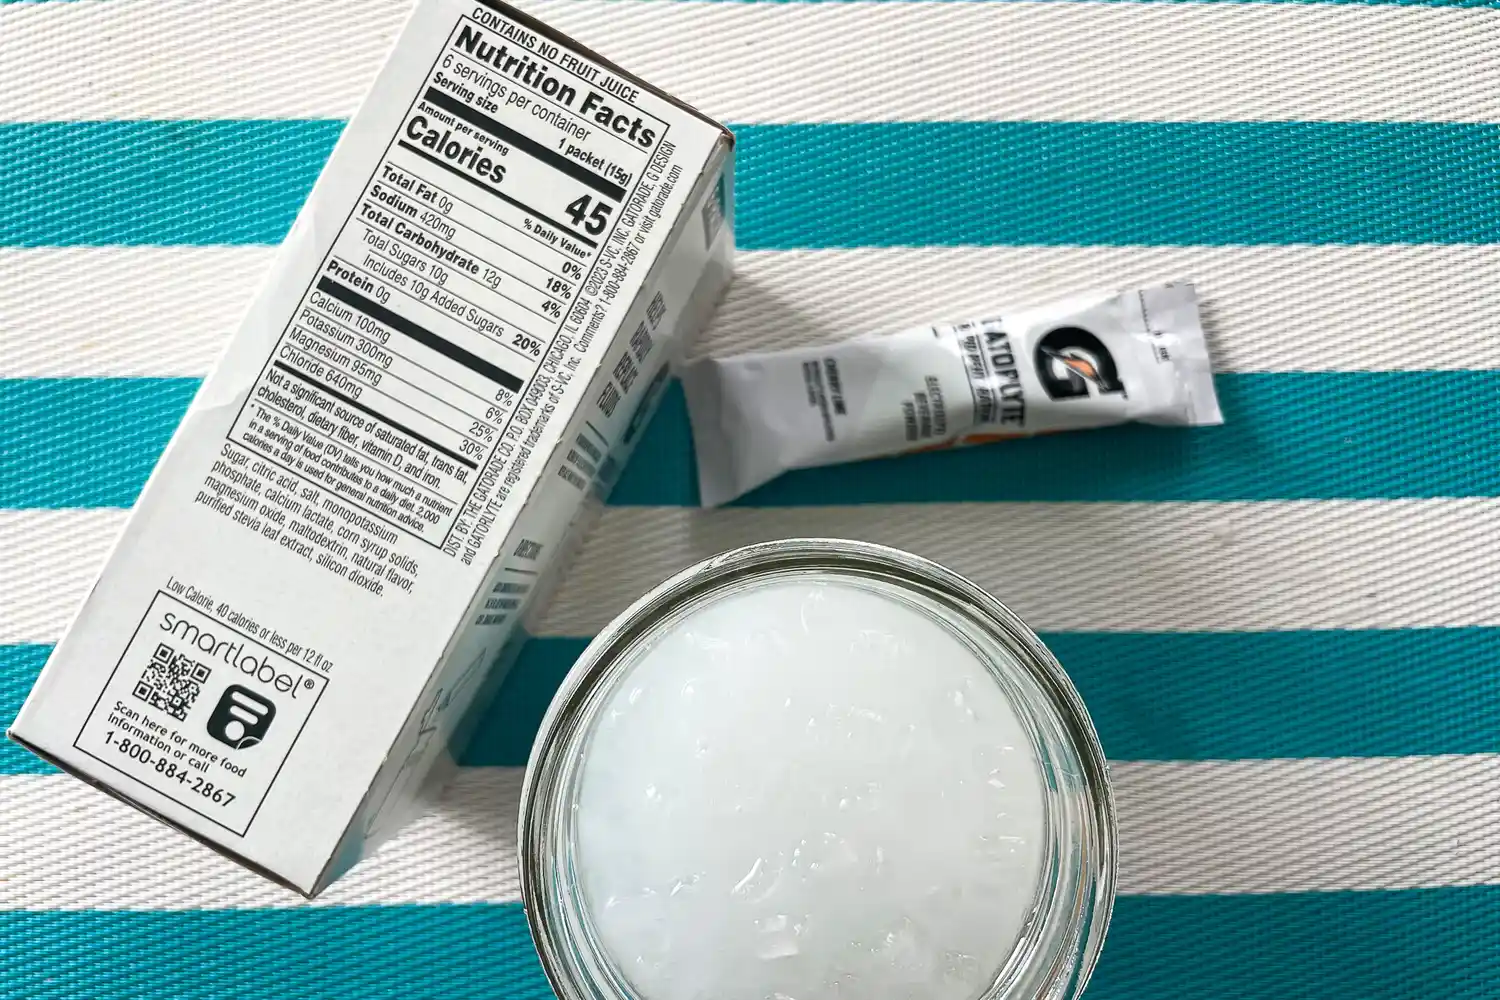 CONTAINS NO FRUIT JUICE
Nutrition Facts
6 servings per container
Serving size 1 packet (15g)
Amount per serving
Calories 45
% Daily Value*
Total Fat 0g 0%
Sodium 420mg 18%
Total Carbohydrate 12g 4%
Total Sugars 10g
Includes 10g Added Sugars 20%
Protein 0g
Calcium 100mg 8%
Potassium 300mg 6%
Magnesium 95mg 25%
Chloride 640mg 30%
Not a significant source of saturated fat, trans fat,
cholesterol, dietary fiber, vitamin D, and iron.
* The % Daily Value (DV) tells you how much a nutrient
in a serving of food contributes to a daily diet. 2,000
calories a day is used for general nutrition advice.
Sugar, citric acid, salt, monopotassium
phosphate, calcium lactate, corn syrup solids,
magnesium oxide, maltodextrin, natural flavor,
purified stevia leaf extract, silicon dioxide.
DIST. BY: THE GATORADE CO. P.O. BOX 049003, CHICAGO, IL 60604 ©2023 S-VC, INC. GATORADE, G DESIGN
and GATORLYTE are registered trademarks of S-VC, Inc. Comments? 1-800-884-2867 or visit gatorade.com
Low Calorie, 40 calories or less per 12 fl oz
smartlabel®
Scan here for more food
information or call
1-800-884-2867
G
CHERRY LIME